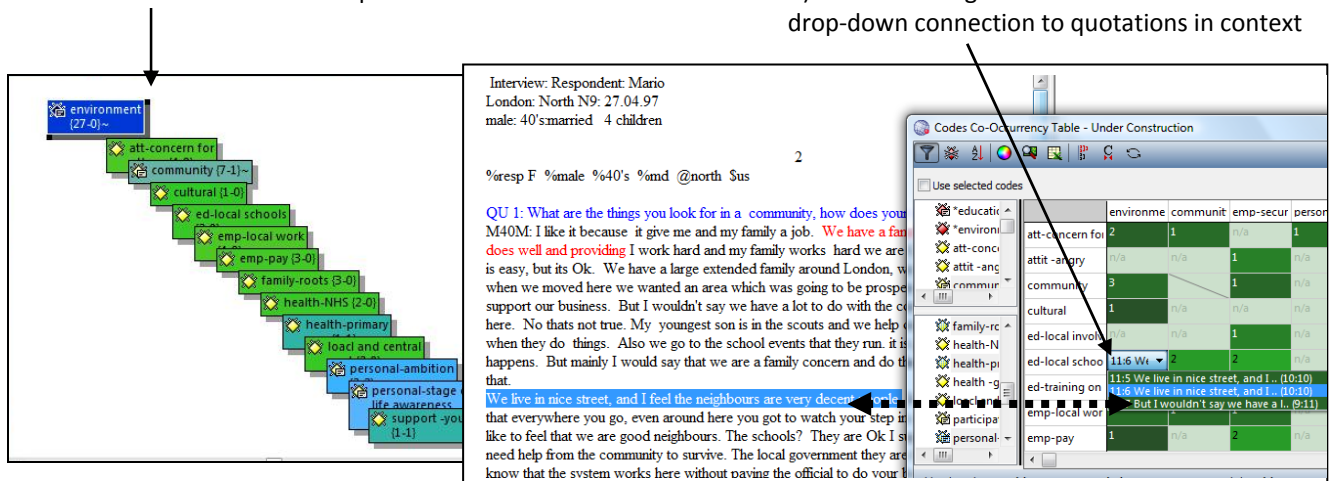 drop-down connection to quotations in context
environment
{27-0}~
att-concern for
community {7-1}~
cultural {1-0}
ed-local schools
emp-local work
emp-pay {3-0}
family-roots {3-0}
health-NHS {2-0}
health-primary
loacl and central
personal-ambition
personal-stage
life awareness
support -you
{1-1}
Interview: Respondent: Mario
London: North N9: 27.04.97
male: 40's:married 4 children
2
%resp F %male %40's %md @north $us
QU 1: What are the things you look for in a community, how does your
M40M: I like it because it give me and my family a job. We have a
does well and providing I work hard and my family works hard we are
is easy, but its Ok. We have a large extended family around London,
when we moved here we wanted an area which was going to be
support our business. But I wouldn't say we have a lot to do with the
here. No thats not true. My youngest son is in the scouts and we help
when they do things. Also we go to the school events that they run. it
happens. But mainly I would say that we are a family concern and do
that.
We live in nice street, and I feel the neighbours are very decent
that everywhere you go, even around here you got to watch your step in
like to feel that we are good neighbours. The schools? They are Ok I
need help from the community to survive. The local government they are
know that the system works here without paying the official to do your
Codes Co-Occurrency Table - Under Construction
Use selected codes
*educatio
*environ
att-conc
attit -ang
commun
family-ro
health-N
health-pr
health -g
loacl and
participa
personal-
environme communit emp-secur person
att-concern for 2 1 n/a 1
attit -angry n/a n/a 1 n/a
community 3 1 n/a
cultural 1 n/a n/a n/a
ed-local involv n/a n/a 1 n/a
ed-local schoo 11:6 We 2 2 n/a
11:5 We live in nice street, and I .. (10:10)
ed-training on 11:6 We live in nice street, and I .. (10:10)
But I wouldn't say we have a l.. (9:11)
emp-local wor
emp-pay 1 n/a 2 n/a